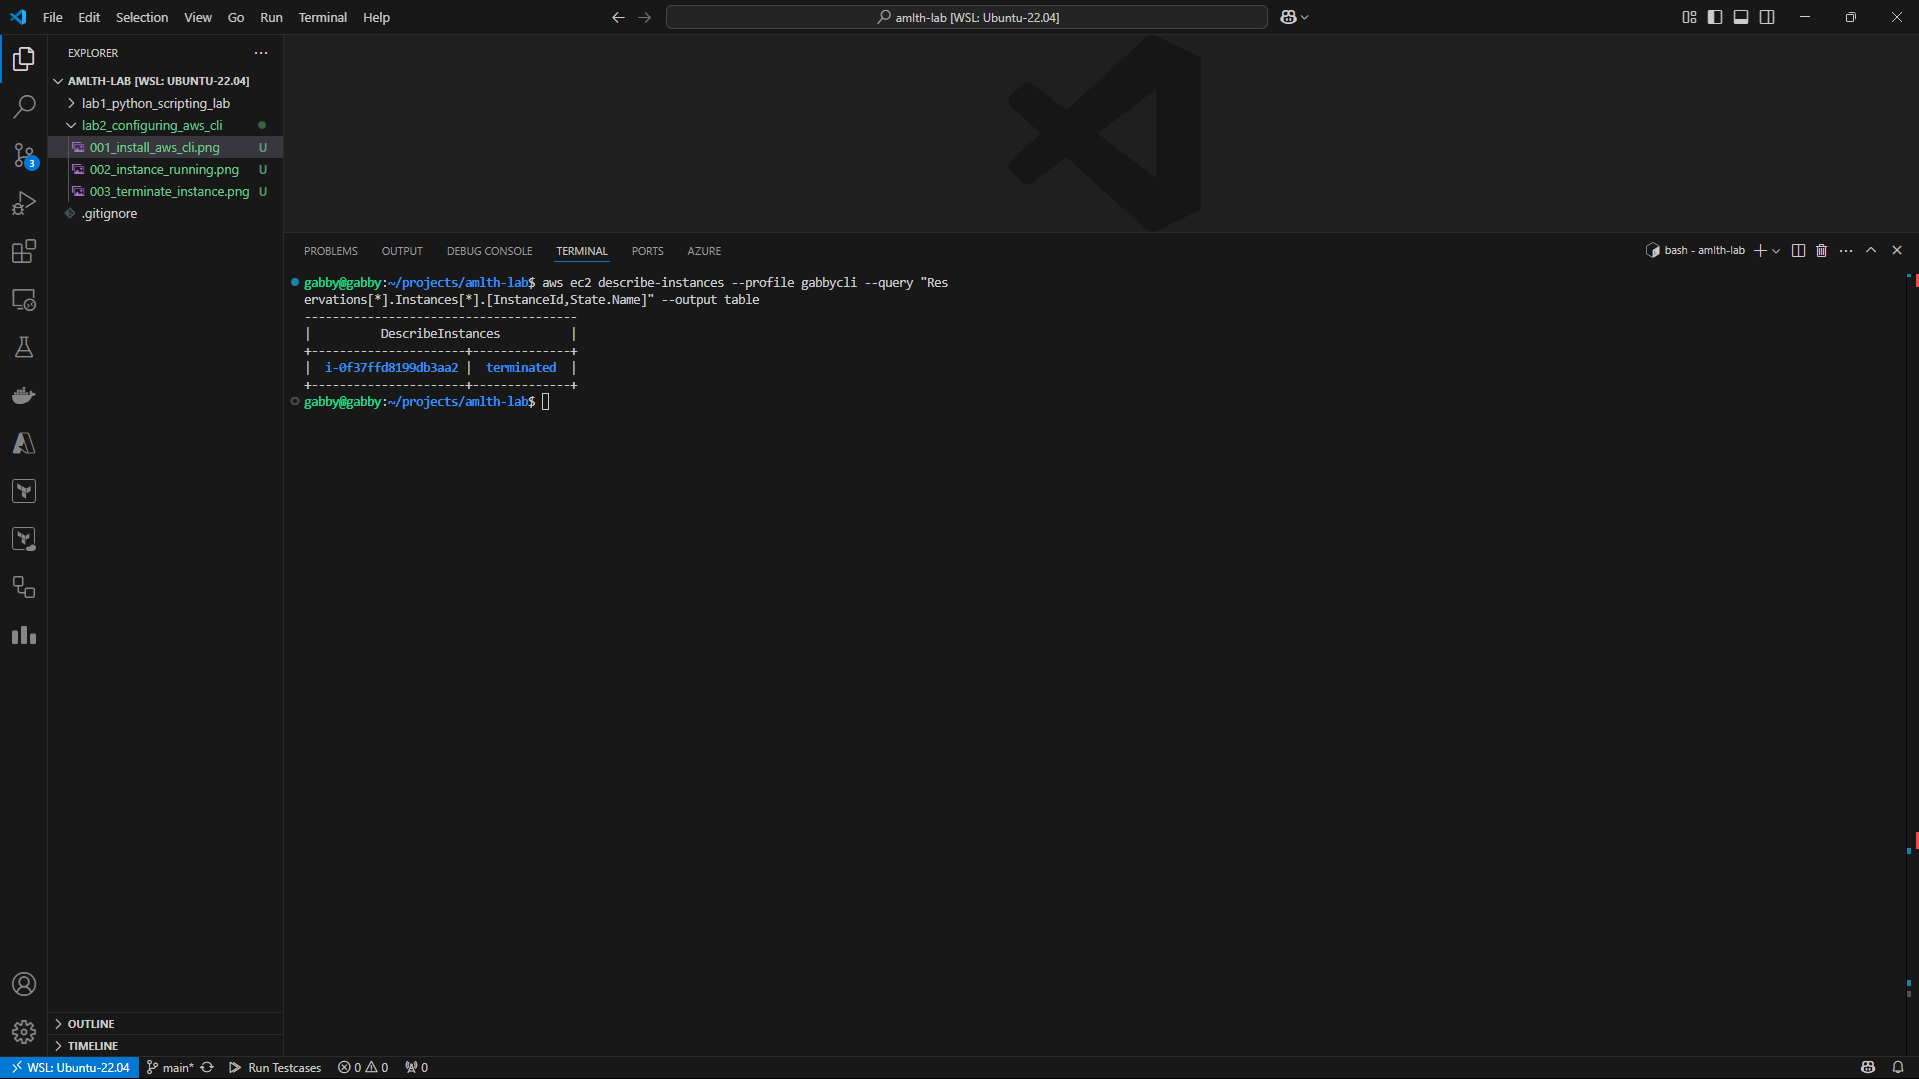 File Edit Selection View Go Run Terminal Help
amlth-lab [WSL: Ubuntu-22.04]
EXPLORER
AMLTH-LAB [WSL: UBUNTU-22.04]
lab1_python_scripting_lab
lab2_configuring_aws_cli
001_install_aws_cli.png U
002_instance_running.png U
003_terminate_instance.png U
.gitignore
3
PROBLEMS OUTPUT DEBUG CONSOLE TERMINAL PORTS AZURE
bash - amlth-lab
gabby@gabby:~/projects/amlth-lab$ aws ec2 describe-instances --profile gabbycli --query "Res
ervations[*].Instances[*].[InstanceId,State.Name]" --output table
---------------------------------------
|          DescribeInstances          |
+----------------------+--------------+
|  i-0f37ffd8199db3aa2 |  terminated  |
+----------------------+--------------+
gabby@gabby:~/projects/amlth-lab$
OUTLINE
TIMELINE
WSL: Ubuntu-22.04 main* Run Testcases 0 0 0